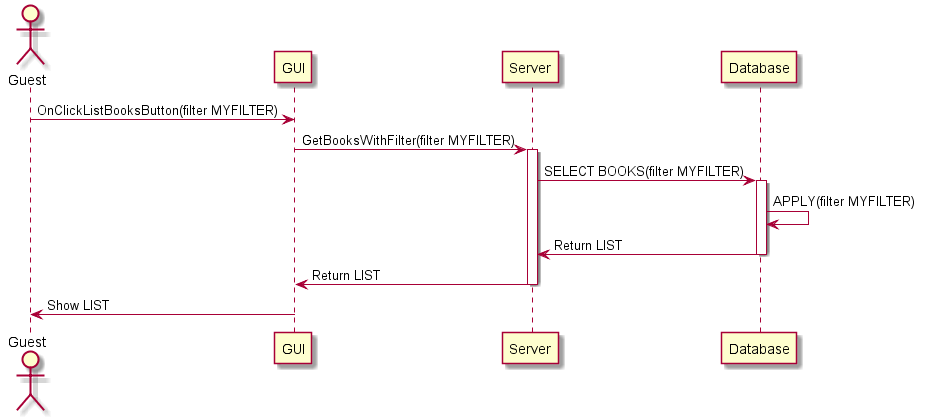 Guest
GUI
Server
Database
OnClickListBooksButton(filter MYFILTER)
GetBooksWithFilter(filter MYFILTER)
SELECT BOOKS(filter MYFILTER)
APPLY(filter MYFILTER)
Return LIST
Return LIST
Show LIST
Guest
GUI
Server
Database